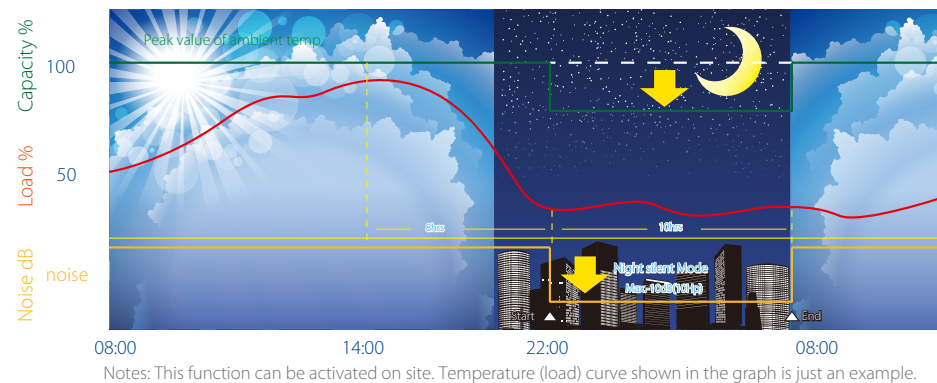 Capacity %
Load %
Noise dB
Peak value of ambient temp.
100
50
noise
8hrs
10hrs
Night silent Mode
Max.-10dB(10Hp)
Start
End
08:00
14:00
22:00
08:00
Notes: This function can be activated on site. Temperature (load) curve shown in the graph is just an example.